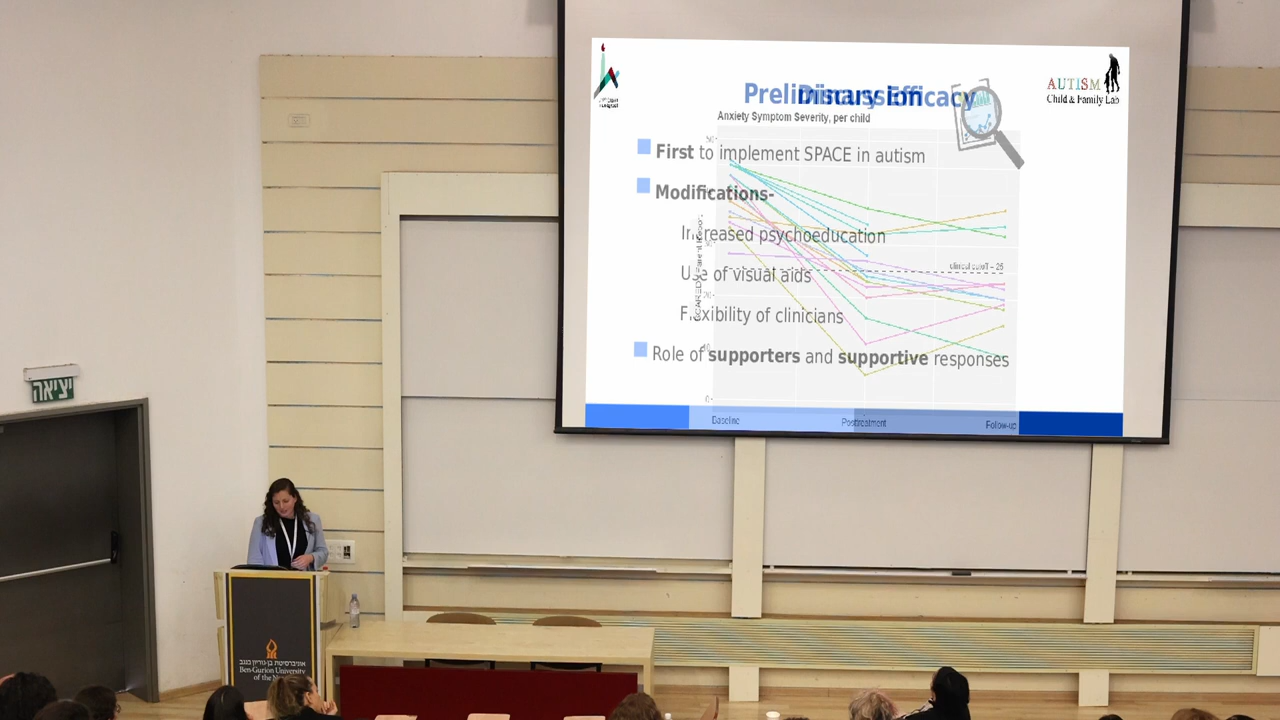 AUTISM
Child & Family Lab
Preliminary Efficacy
Discussion
Anxiety Symptom Severity, per child
First to implement SPACE in autism
Modifications-
Increased psychoeducation
Use of visual aids
Flexibility of clinicians
Role of supporters and supportive responses
clinical cutoff = 25
0
Baseline
Posttreatment
Follow-up
יציאה
אוניברסיטת בן-גוריון בנגב
Ben-Gurion University
of the